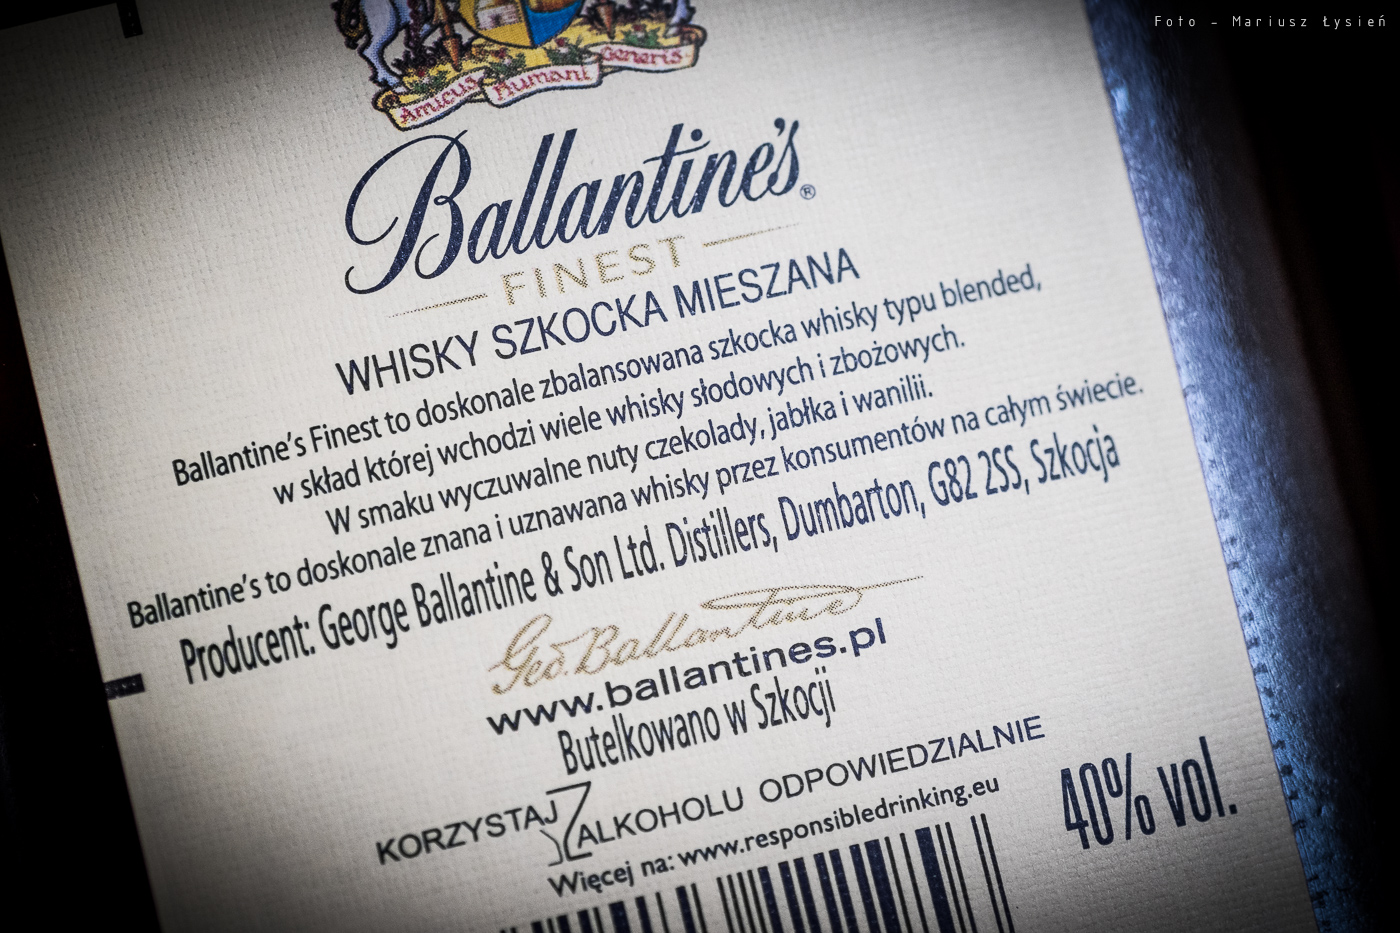 Foto - Mariusz Łysień
Amicus Humani Generis
Ballantine's®
FINEST
WHISKY SZKOCKA MIESZANA
Ballantine's Finest to doskonale zbalansowana szkocka whisky typu blended,
w skład której wchodzi wiele whisky słodowych i zbożowych.
W smaku wyczuwalne nuty czekolady, jabłka i wanilii.
Ballantine's to doskonale znana i uznawana whisky przez konsumentów na całym świecie.
Producent: George Ballantine & Son Ltd. Distillers, Dumbarton, G82 2SS, Szkocja
Geo. Ballantine
www.ballantines.pl
Butelkowano w Szkocji
KORZYSTAJ Z ALKOHOLU ODPOWIEDZIALNIE
Więcej na: www.responsibledrinking.eu
40% vol.